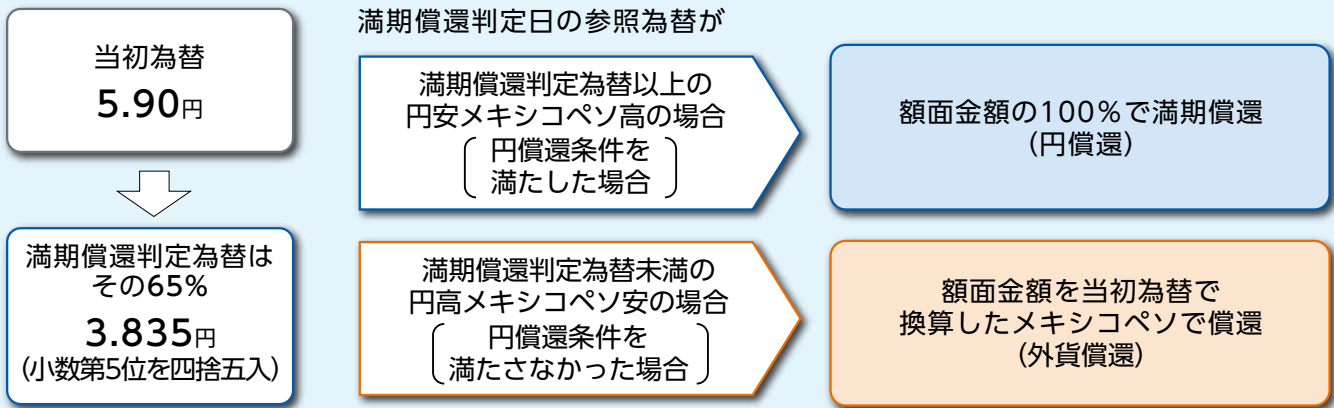 当初為替
5.90円
満期償還判定為替は
その65%
3.835円
(小数第5位を四捨五入)
満期償還判定日の参照為替が
満期償還判定為替以上の
円安メキシコペソ高の場合
(円償還条件を
満たした場合)
額面金額の100%で満期償還
(円償還)
満期償還判定為替未満の
円高メキシコペソ安の場合
(円償還条件を
満たさなかった場合)
額面金額を当初為替で
換算したメキシコペソで償還
(外貨償還)